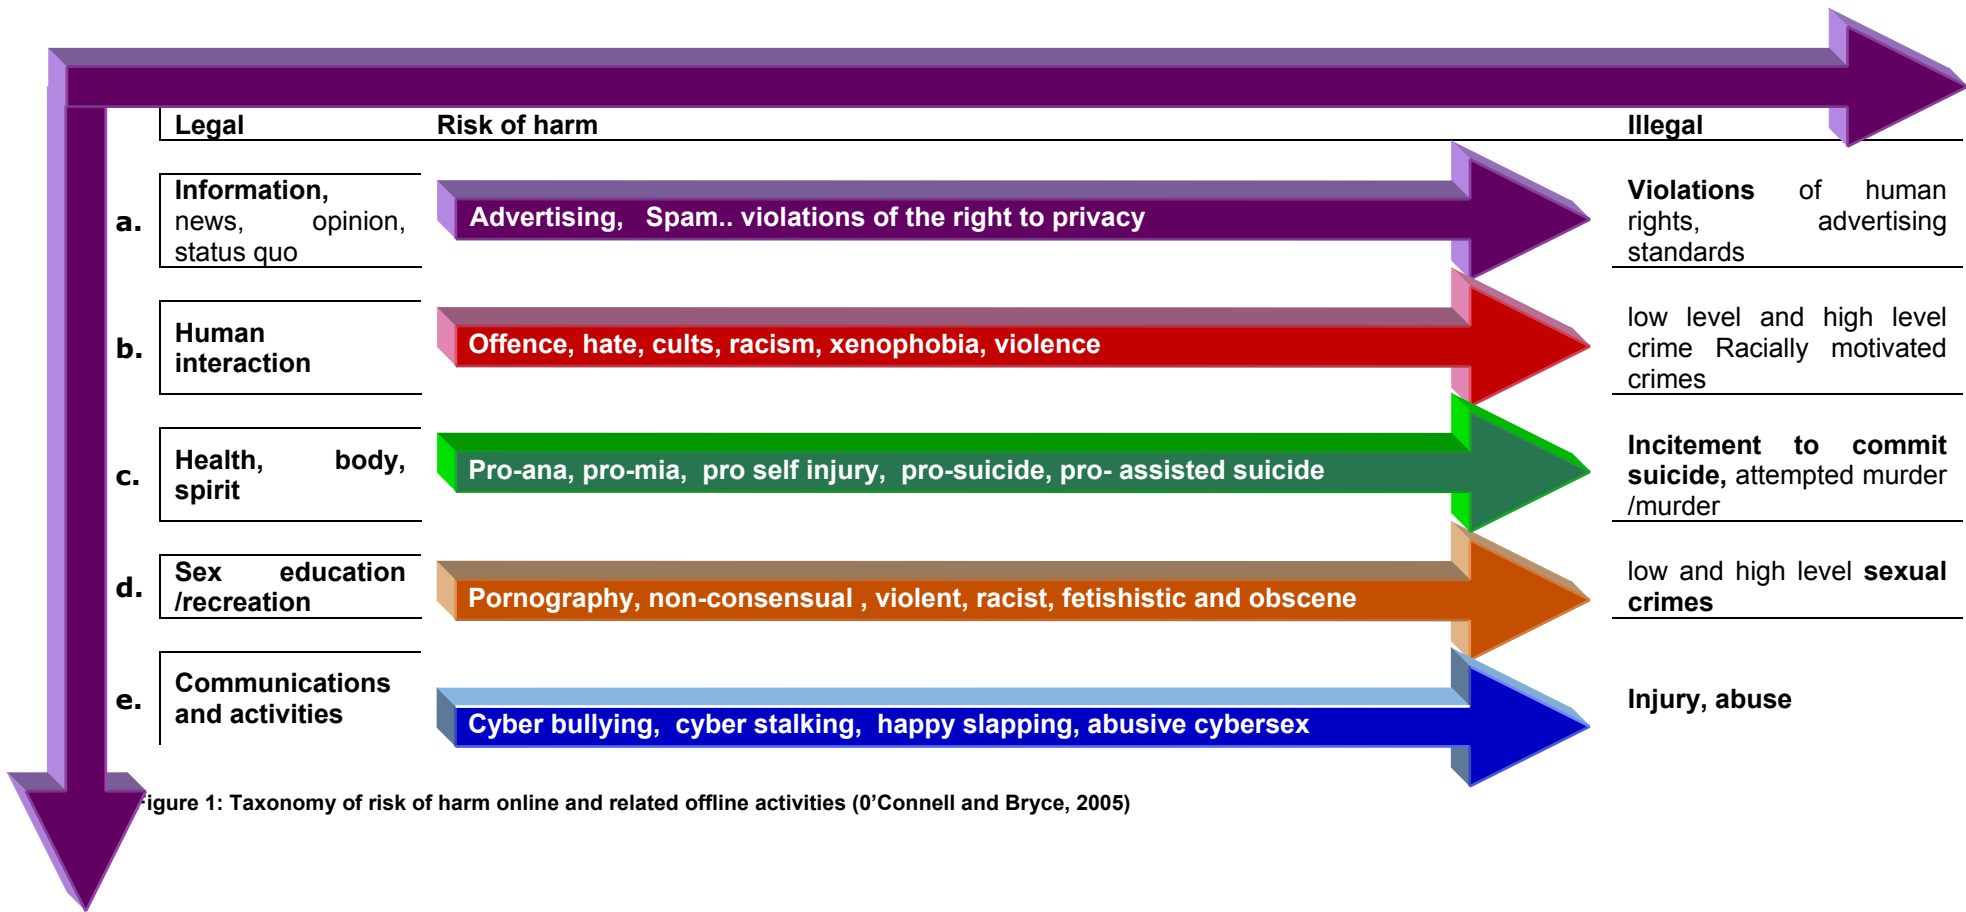 Legal Risk of harm Illegal
a.
Information,
news, opinion,
status quo
Advertising, Spam.. violations of the right to privacy
Violations of human
rights, advertising
standards
b.
Human
interaction
Offence, hate, cults, racism, xenophobia, violence
low level and high level
crime Racially motivated
crimes
c.
Health, body,
spirit
Pro-ana, pro-mia, pro self injury, pro-suicide, pro- assisted suicide
Incitement to commit
suicide, attempted murder
/murder
d.
Sex education
/recreation
Pornography, non-consensual , violent, racist, fetishistic and obscene
low and high level sexual
crimes
e.
Communications
and activities
Cyber bullying, cyber stalking, happy slapping, abusive cybersex
Injury, abuse
Figure 1: Taxonomy of risk of harm online and related offline activities (0'Connell and Bryce, 2005)